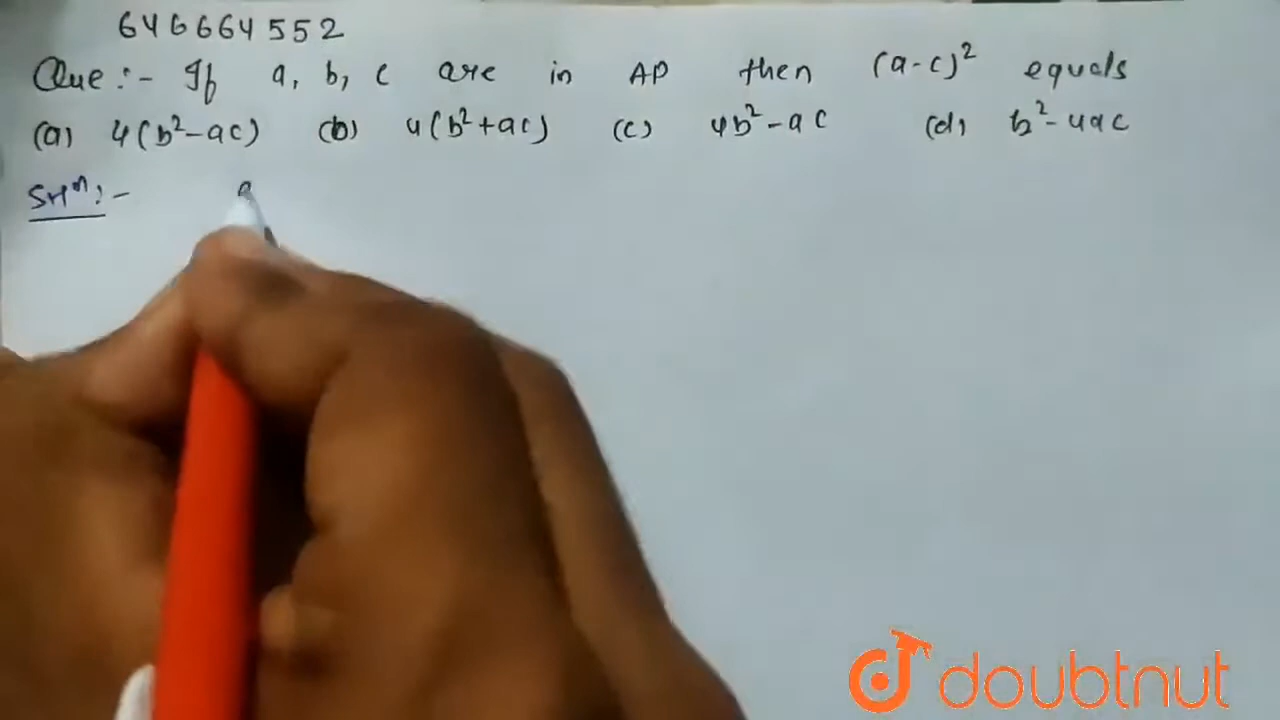 646664552
Que:- If a, b, c are in AP then (a-c)² equals
(a) 4(b²-ac) (b) 4(b²+ac) (c) 4b²-ac (d) b²-4ac
Solⁿ:- a
doubtnut